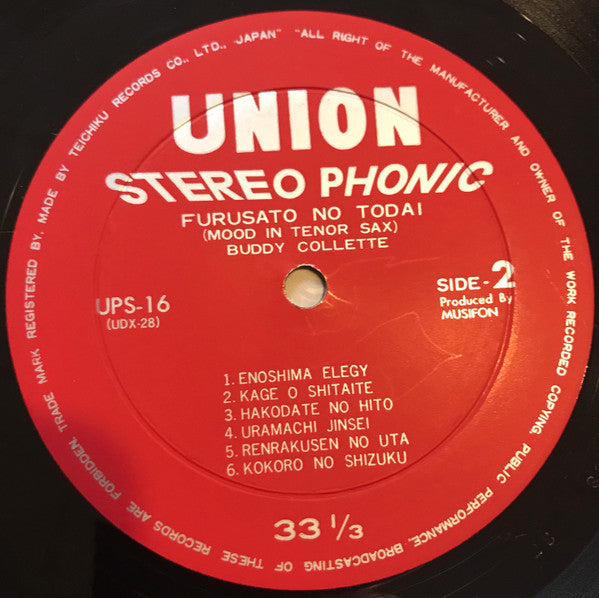 TRADE MARK REGISTERED BY. MADE BY TEICHIKU RECORDS CO., LTD., JAPAN" "ALL RIGHT OF THE MANUFACTURER AND OWNER OF THE WORK RECORDED COPYING, PUBLIC PERFORMANCE, BROADCASTING OF THESE RECORDS ARE FORBIDDEN,
UNION
STEREO PHONIC
FURUSATO NO TODAI
(MOOD IN TENOR SAX)
BUDDY COLLETTE
UPS-16
(UDX-28)
SIDE-2
Produced By
MUSIFON
1. ENOSHIMA ELEGY
2. KAGE O SHITAITE
3. HAKODATE NO HITO
4. URAMACHI JINSEI
5. RENRAKUSEN NO UTA
6. KOKORO NO SHIZUKU
33 1/3